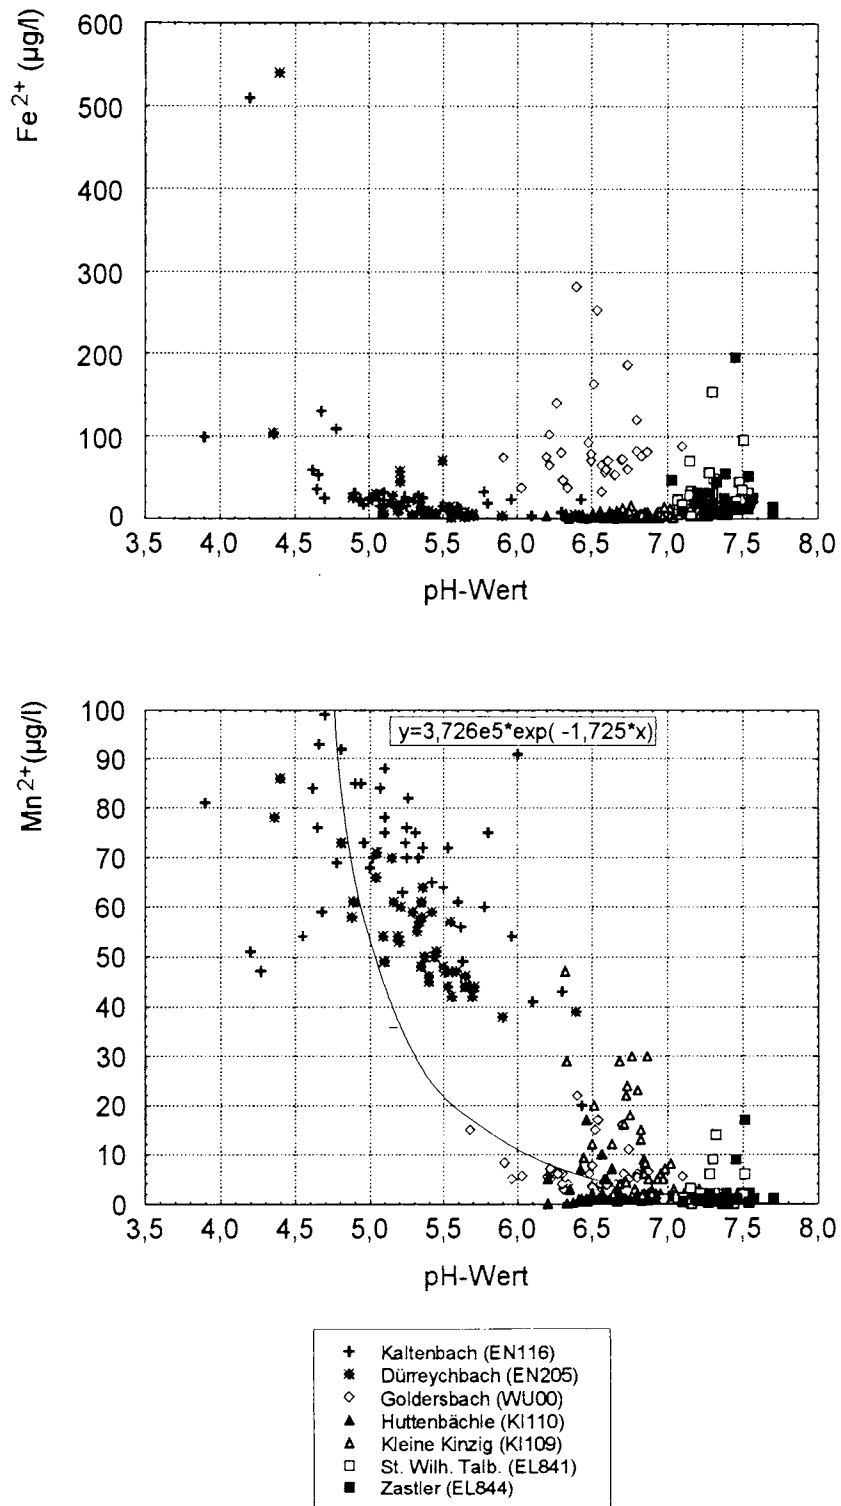 Fe2+ (µg/l)
600
500
400
300
200
100
0
3,5 4,0 4,5 5,0 5,5 6,0 6,5 7,0 7,5 8,0
pH-Wert
Mn2+(µg/l)
100
90
80
70
60
50
40
30
20
10
0
y=3,726e5*exp( -1,725*x)
3,5 4,0 4,5 5,0 5,5 6,0 6,5 7,0 7,5 8,0
pH-Wert
Kaltenbach (EN116)
Dürreychbach (EN205)
Goldersbach (WU00)
Huttenbächle (KI110)
Kleine Kinzig (KI109)
St. Wilh. Talb. (EL841)
Zastler (EL844)